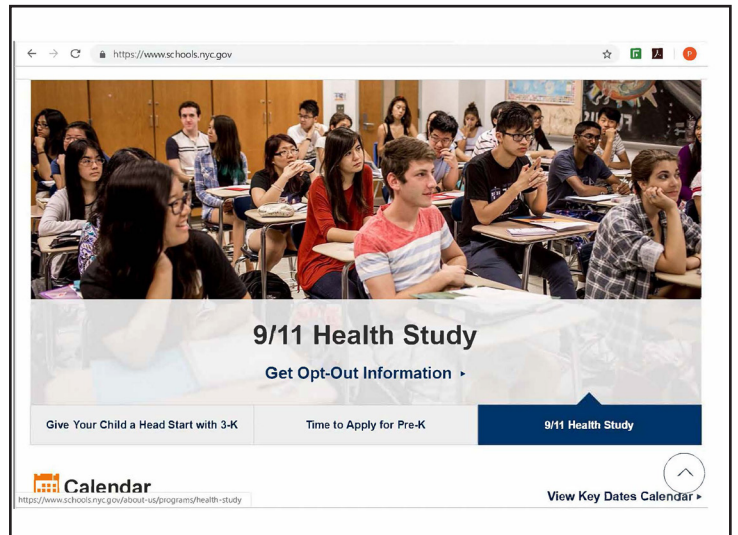 https://www.schools.nyc.gov
P
9/11 Health Study
Get Opt-Out Information ▸
Give Your Child a Head Start with 3-K
Time to Apply for Pre-K
9/11 Health Study
Calendar
View Key Dates Calendar ▸
https://www.schools.nyc.gov/about-us/programs/health-study